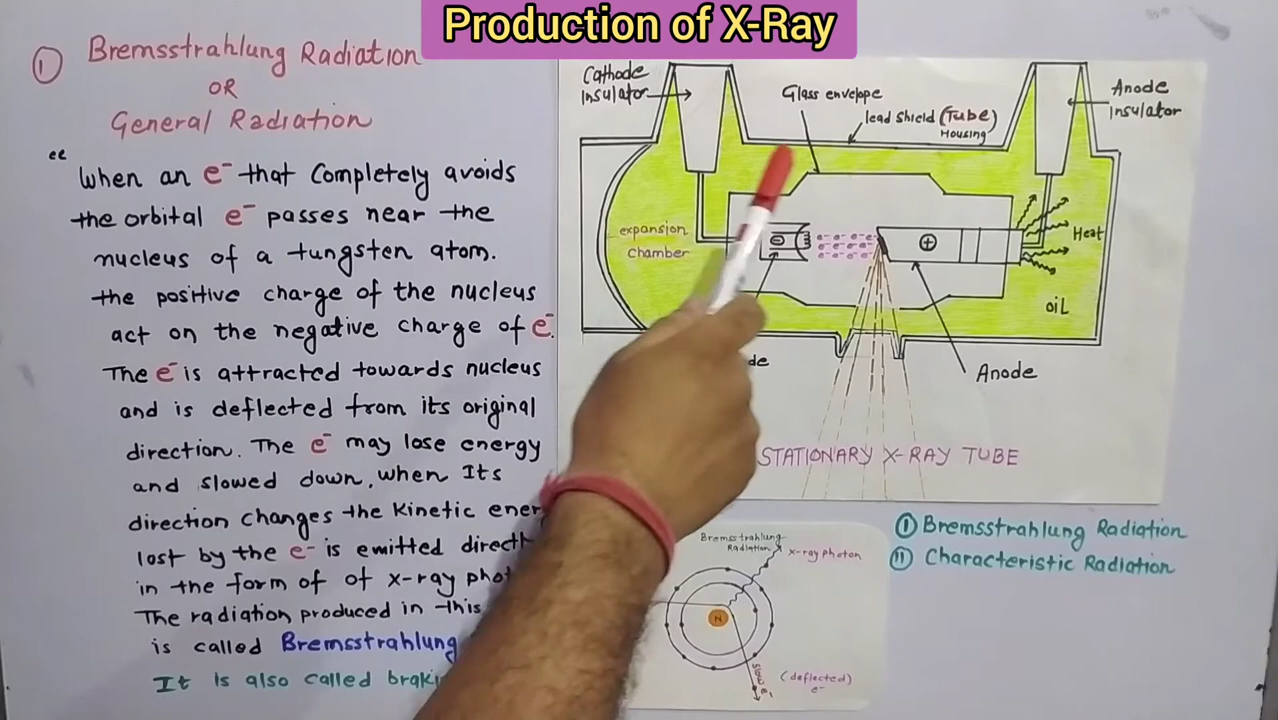 Production of X-Ray
① Bremsstrahlung Radiation
OR
General Radiation
"When an e⁻ that completely avoids
the orbital e⁻ passes near the
nucleus of a tungsten atom.
the positive charge of the nucleus
act on the negative charge of e⁻.
The e⁻ is attracted towards nucleus
and is deflected from its original
direction. The e⁻ may lose energy
and slowed down, when Its
direction changes the Kinetic ener
lost by the e⁻ is emitted direct
in the form of of x-ray pho
The radiation produced in this
is called Bremsstrahlung
It is also called braki
Cathode
Insulator
Glass envelope
lead shield (Tube
Housing)
Anode
insulator
expansion
chamber
⊖
e⁻ e⁻ e⁻ e⁻
e⁻ e⁻ e⁻ e⁻
e⁻ e⁻ e⁻ e⁻
⊕
Heat
oiL
de
Anode
STATIONARY X-RAY TUBE
Bremsstrahlung
Radiation
x-ray photon
N
slow e⁻
(deflected)
e⁻
① Bremsstrahlung Radiation
⑪ Characteristic Radiation